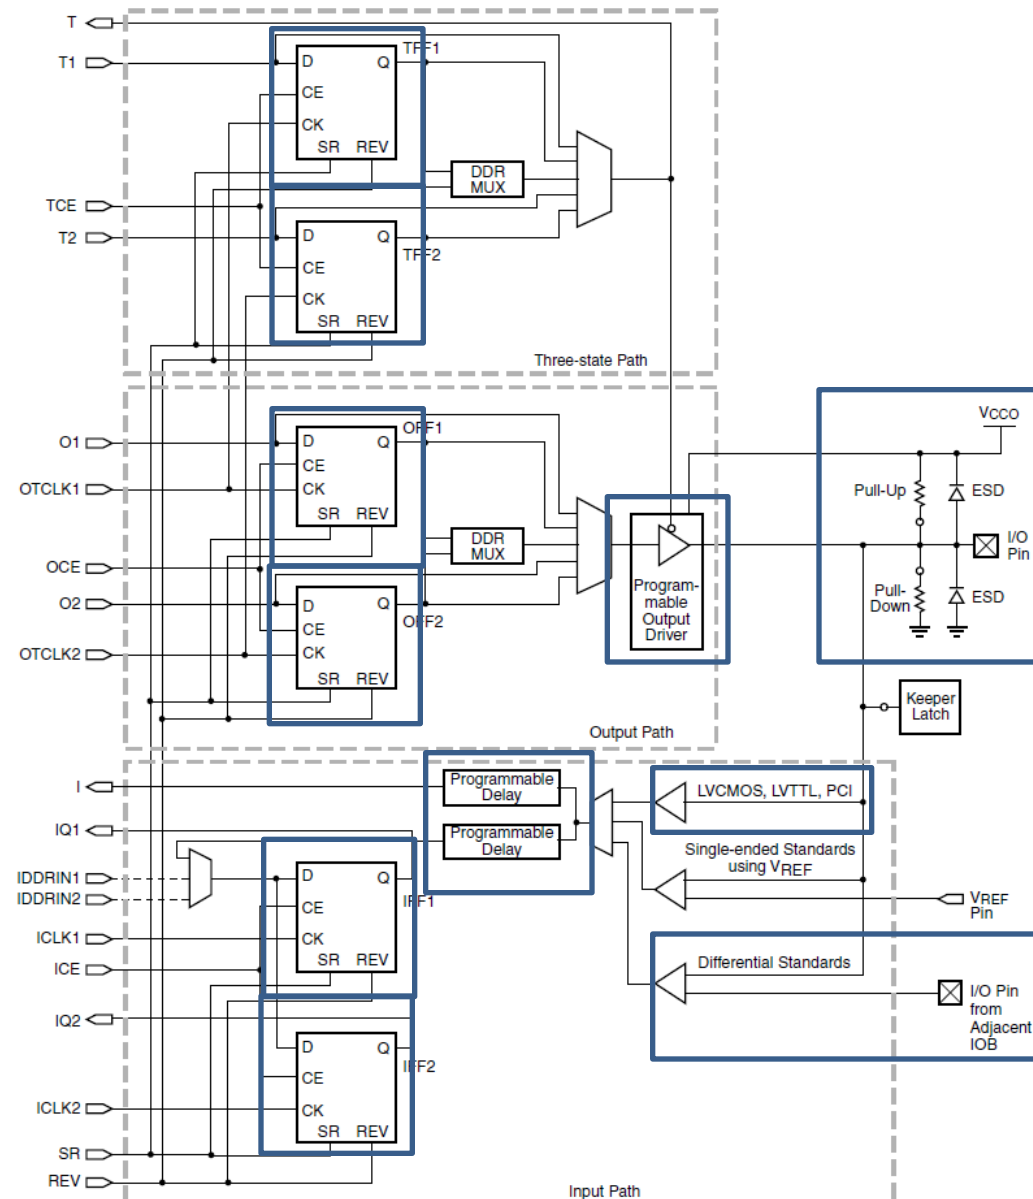 T
TFF1
T1
D
Q
CE
CK
SR
REV
DDR
MUX
TCE
T2
D
Q
TFF2
CE
CK
SR
REV
Three-state Path
O1
D
Q
OFF1
CE
OTCLK1
CK
SR
REV
DDR
MUX
OCE
O2
D
Q
OFF2
CE
OTCLK2
CK
SR
REV
Program-
mable
Output
Driver
Output Path
VCCO
Pull-Up
ESD
I/O
Pin
Pull-
Down
ESD
Keeper
Latch
I
Programmable
Delay
LVCMOS, LVTTL, PCI
IQ1
Programmable
Delay
Single-ended Standards
using VREF
IDDRIN1
IDDRIN2
D
Q
IFF1
CE
VREF
Pin
ICLK1
CK
ICE
SR
REV
Differential Standards
I/O Pin
from
Adjacent
IOB
IQ2
D
Q
IFF2
CE
ICLK2
CK
SR
REV
SR
REV
Input Path